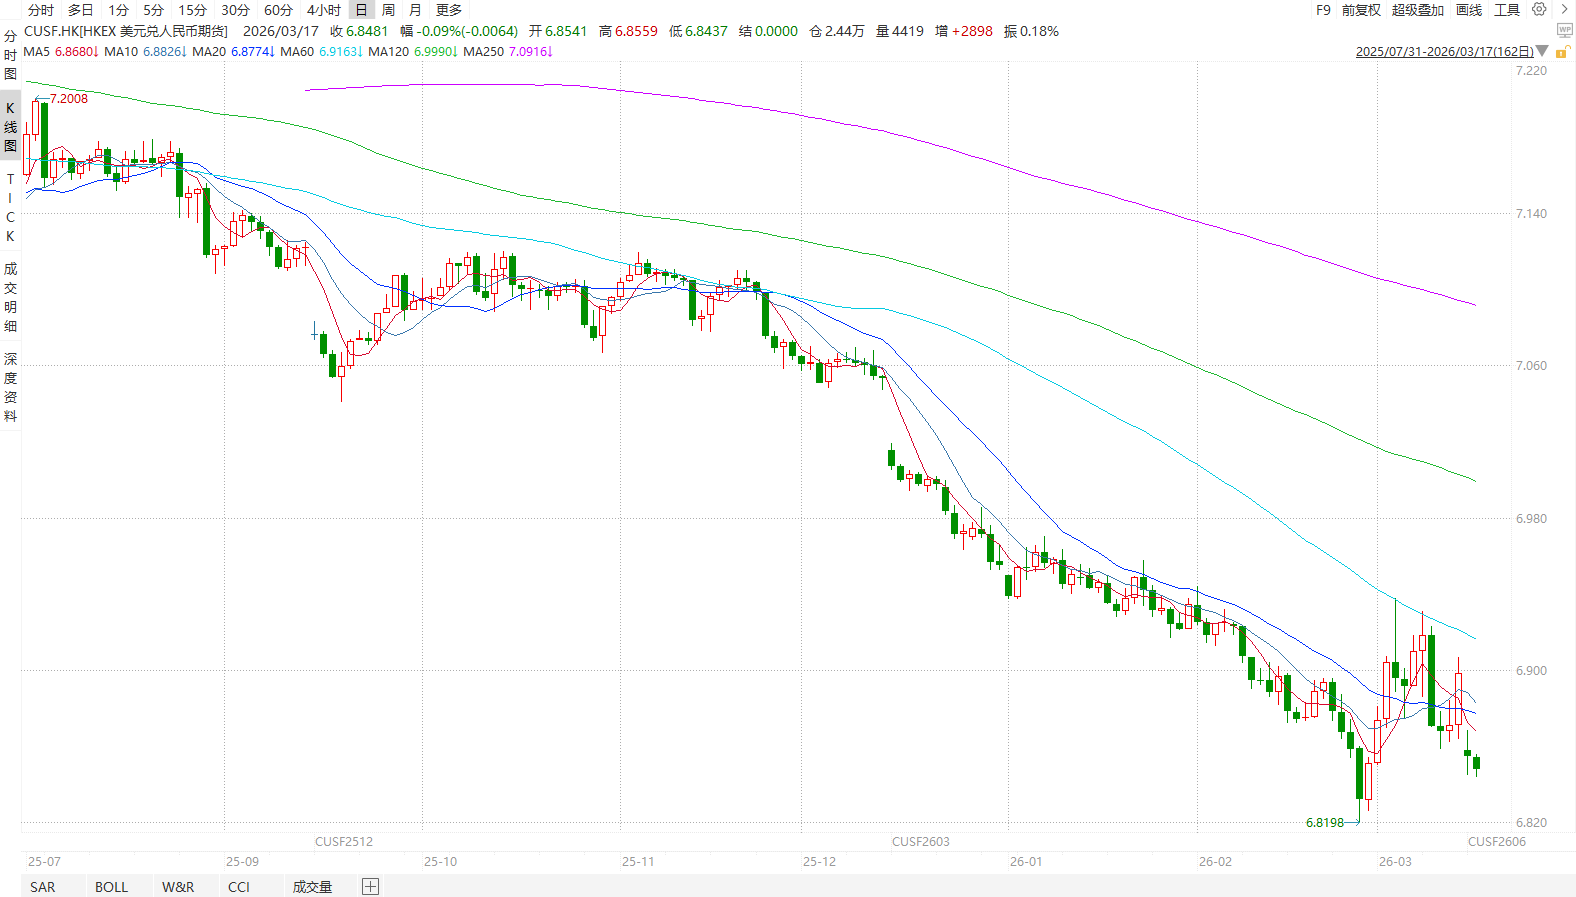 分时 多日 1分 5分 15分 30分 60分 4小时 日 周 月 更多 F9 前复权 超级叠加 画线 工具
CUSF.HK[HKEX 美元兑人民币期货] 2026/03/17 收 6.8481 幅 -0.09%(-0.0064) 开 6.8541 高 6.8559 低 6.8437 结 0.0000 仓 2.44万 量 4419 增 +2898 振 0.18%
WP
MA5 6.8680↓ MA10 6.8826↓ MA20 6.8774↓ MA60 6.9163↓ MA120 6.9990↓ MA250 7.0916↓ 2025/07/31-2026/03/17(162日)
分时图
K线图
TICK
成交明细
深度资料
7.220
7.2008
7.140
7.060
6.980
6.900
6.8198
6.820
CUSF2512 CUSF2603 CUSF2606
25-07 25-09 25-10 25-11 25-12 26-01 26-02 26-03
SAR BOLL W&R CCI 成交量